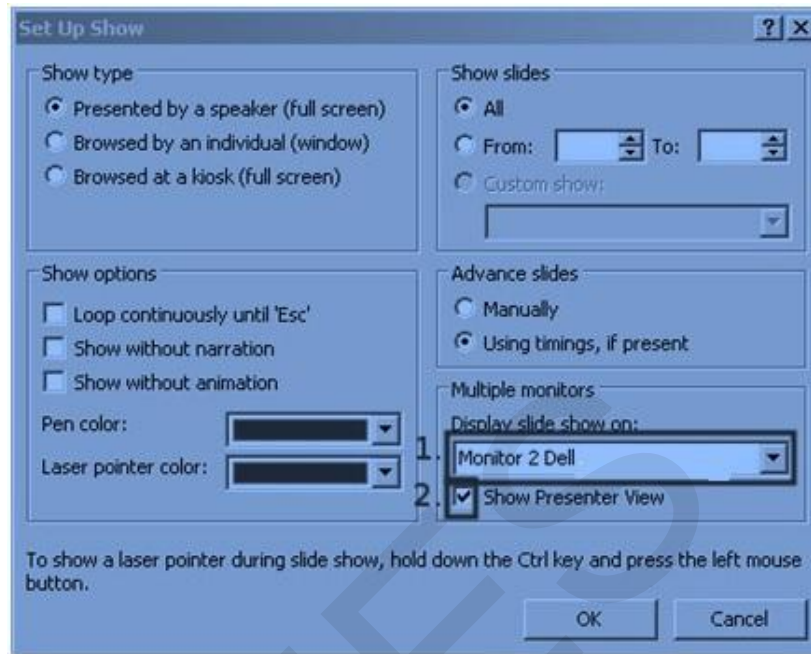 Set Up Show
Show type
Presented by a speaker (full screen)
Browsed by an individual (window)
Browsed at a kiosk (full screen)
Show slides
All
From: To:
Custom show:
Show options
Loop continuously until 'Esc'
Show without narration
Show without animation
Pen color:
Laser pointer color:
Advance slides
Manually
Using timings, if present
Multiple monitors
Display slide show on:
1. Monitor 2 Dell
2. Show Presenter View
To show a laser pointer during slide show, hold down the Ctrl key and press the left mouse
button.
OK Cancel